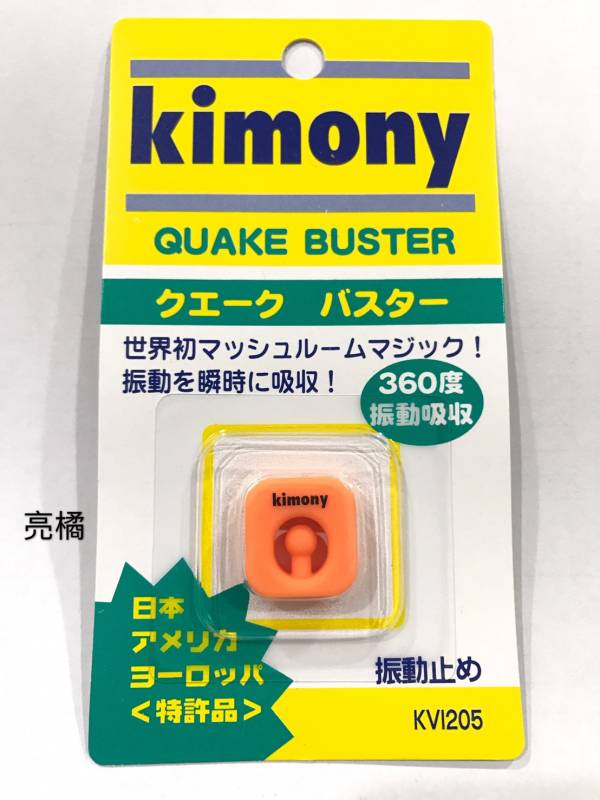 kimony
QUAKE BUSTER
クエーク バスター
世界初マッシュルームマジック!
振動を瞬時に吸収!
360度
振動吸収
kimony
亮橘
日本
アメリカ
ヨーロッパ
<特許品>
振動止め
KVI205